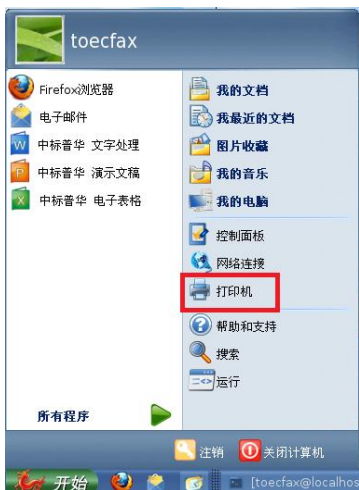 toecfax
Firefox浏览器
电子邮件
中标普华 文字处理
中标普华 演示文稿
中标普华 电子表格
所有程序
我的文档
我最近的文档
图片收藏
我的音乐
我的电脑
控制面板
网络连接
打印机
帮助和支持
搜索
运行
注销
关闭计算机
开始
[toecfax@localhos